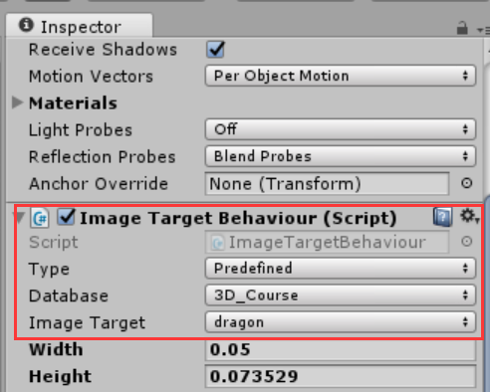 Inspector
Receive Shadows
Motion Vectors Per Object Motion
Materials
Light Probes Off
Reflection Probes Blend Probes
Anchor Override None (Transform)
C# Image Target Behaviour (Script)
Script ImageTargetBehaviour
Type Predefined
Database 3D_Course
Image Target dragon
Width 0.05
Height 0.073529